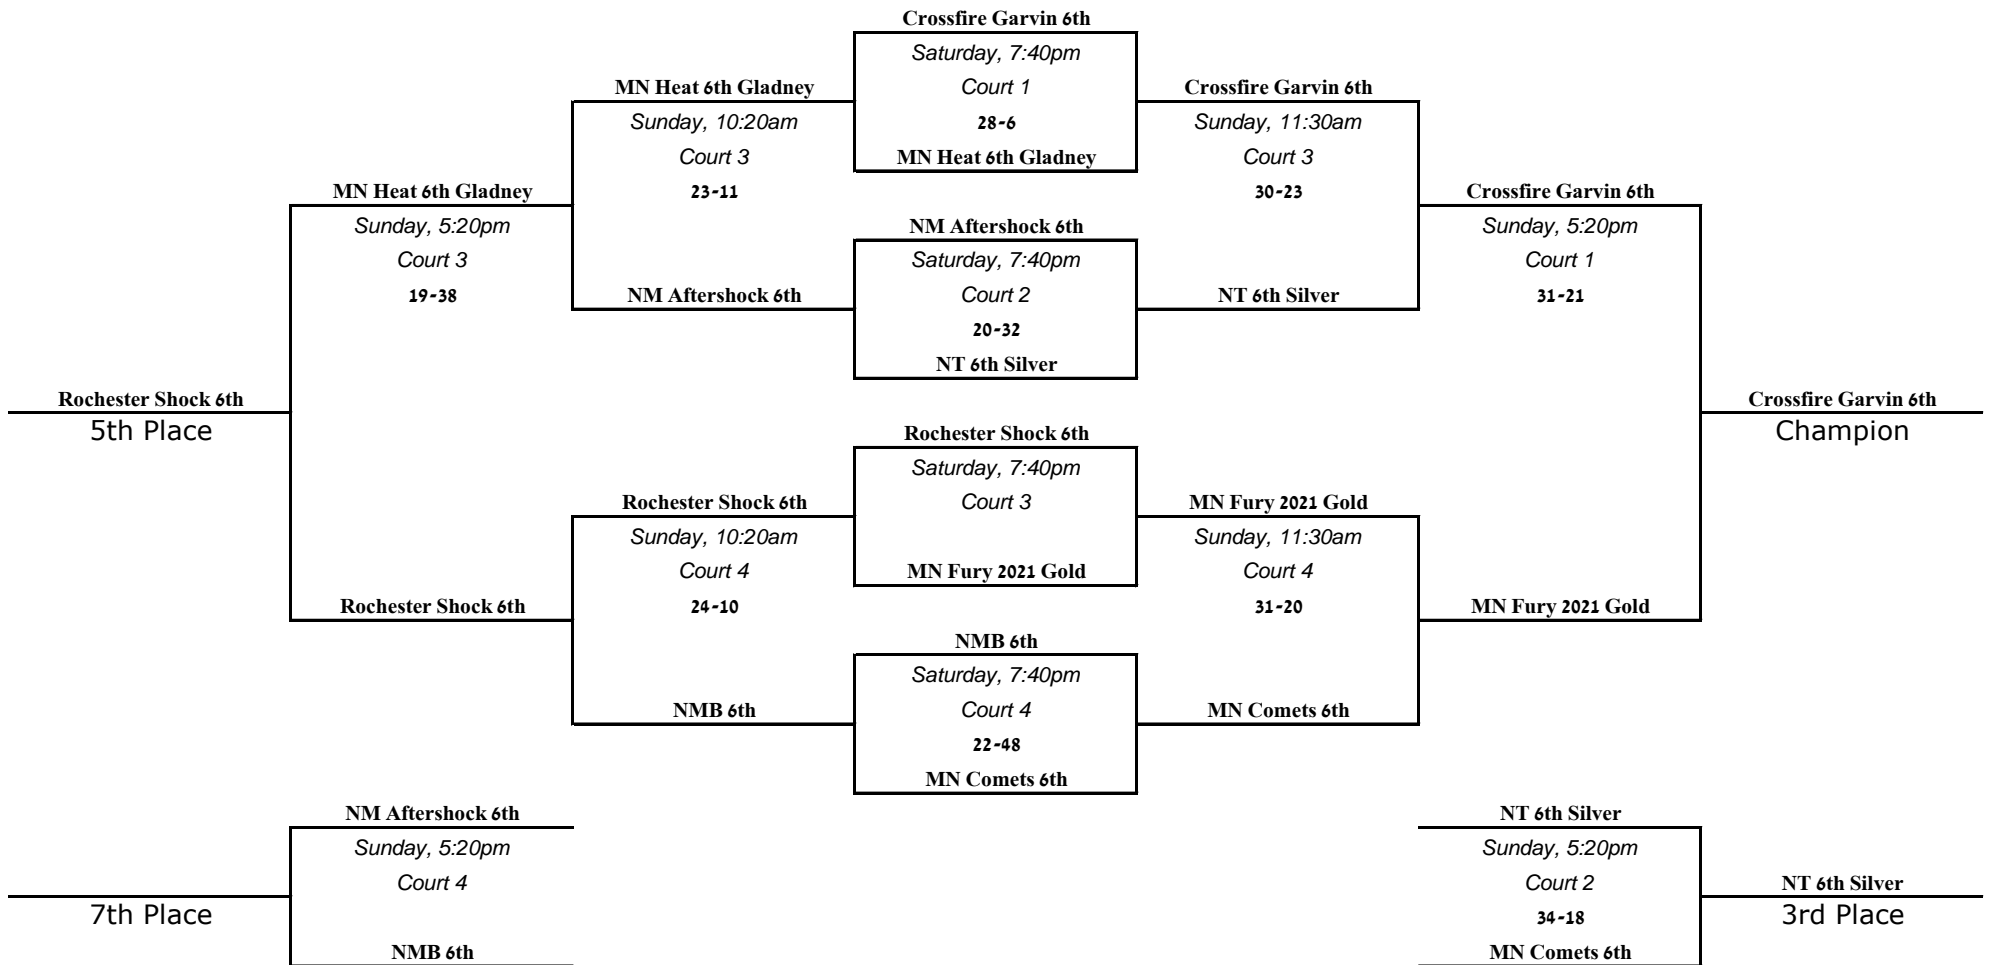 Crossfire Garvin 6th
Saturday, 7:40pm
Court 1
28-6
MN Heat 6th Gladney
MN Heat 6th Gladney
Sunday, 10:20am
Court 3
23-11
NM Aftershock 6th
Crossfire Garvin 6th
Sunday, 11:30am
Court 3
30-23
NT 6th Silver
MN Heat 6th Gladney
Sunday, 5:20pm
Court 3
19-38
Rochester Shock 6th
NM Aftershock 6th
Saturday, 7:40pm
Court 2
20-32
NT 6th Silver
Crossfire Garvin 6th
Sunday, 5:20pm
Court 1
31-21
MN Fury 2021 Gold
Rochester Shock 6th
5th Place
Crossfire Garvin 6th
Champion
Rochester Shock 6th
Saturday, 7:40pm
Court 3
MN Fury 2021 Gold
Rochester Shock 6th
Sunday, 10:20am
Court 4
24-10
NMB 6th
MN Fury 2021 Gold
Sunday, 11:30am
Court 4
31-20
MN Comets 6th
NMB 6th
Saturday, 7:40pm
Court 4
22-48
MN Comets 6th
NM Aftershock 6th
Sunday, 5:20pm
Court 4
NMB 6th
7th Place
NT 6th Silver
Sunday, 5:20pm
Court 2
34-18
MN Comets 6th
NT 6th Silver
3rd Place